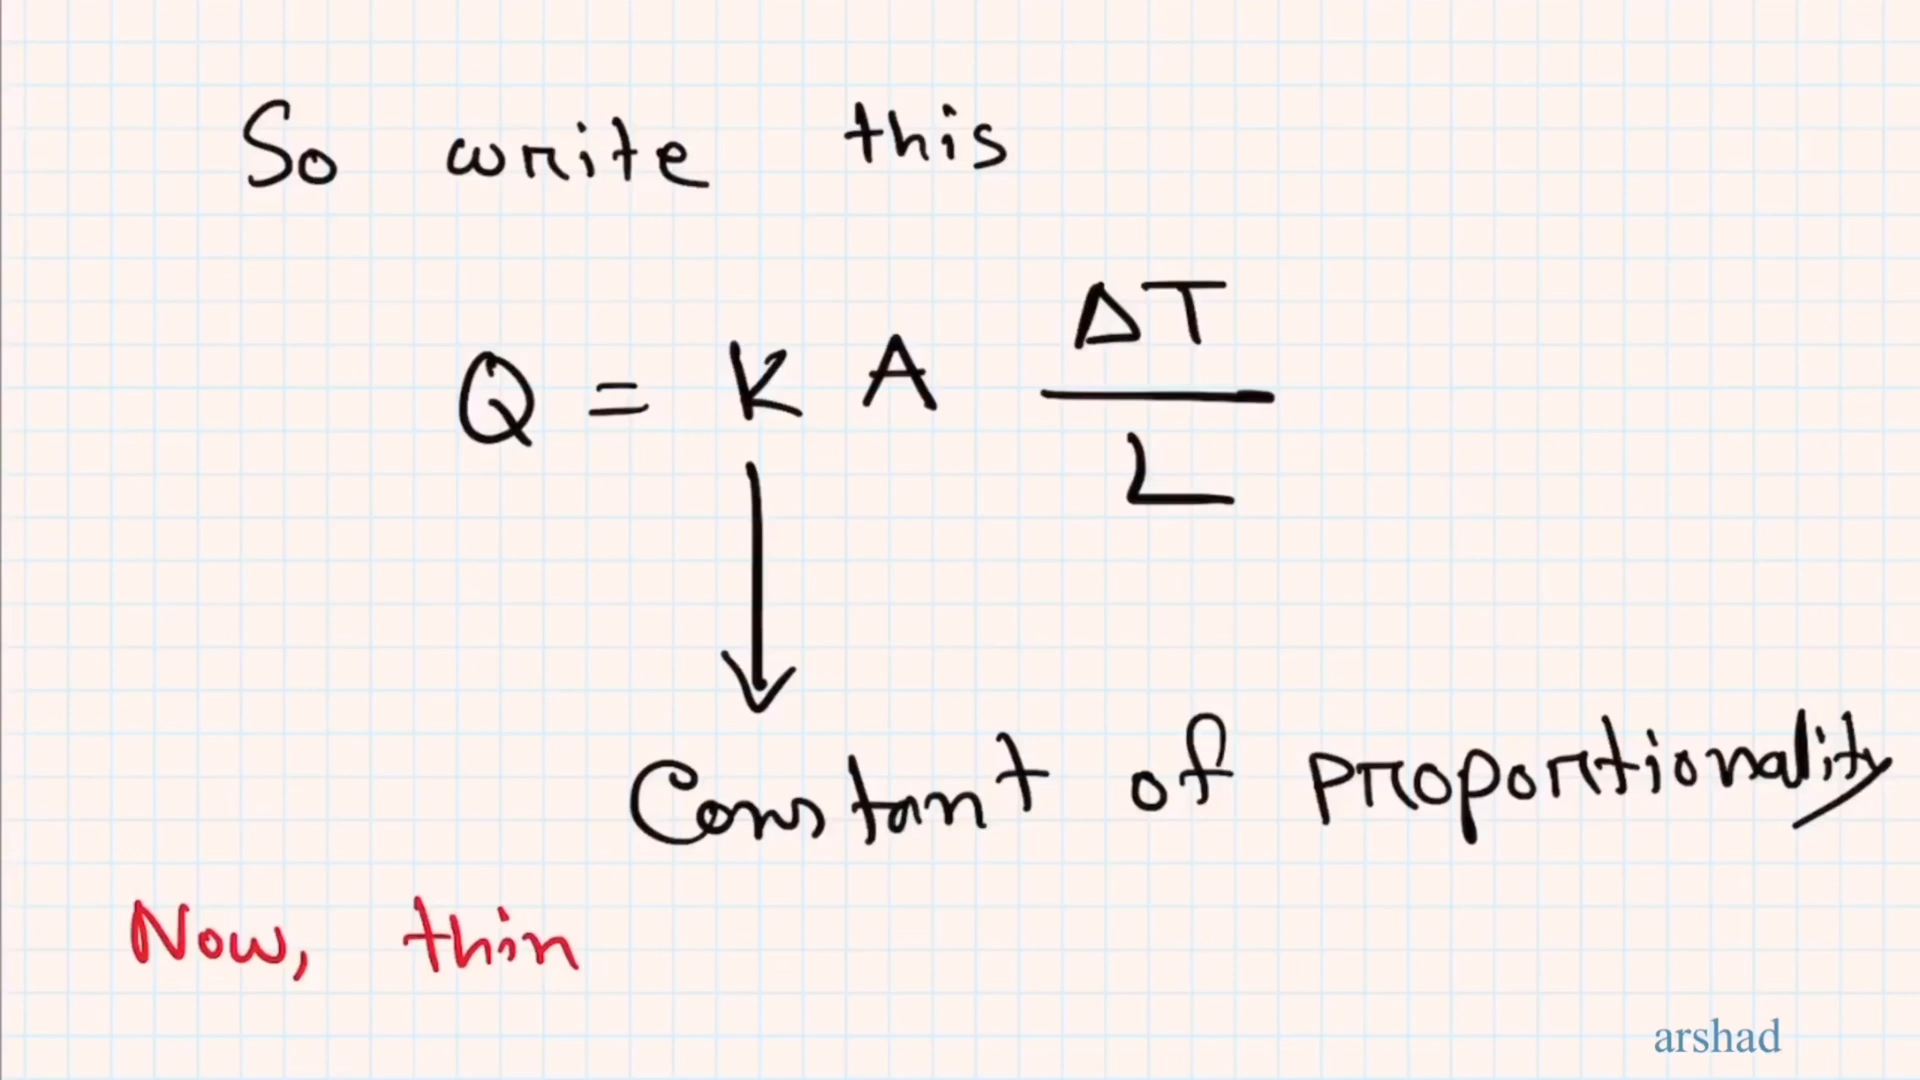 So write this
Q = K A ΔT / L
Constant of proportionality
Now, thin
arshad